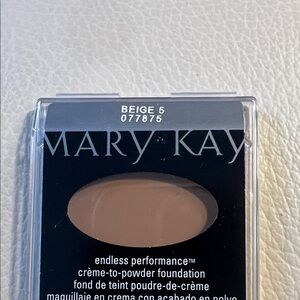 BEIGE 5
077875
MARY KAY
endless performance™
crème-to-powder foundation
fond de teint poudre-de-crème
maquillaje en crema con acabado en polvo